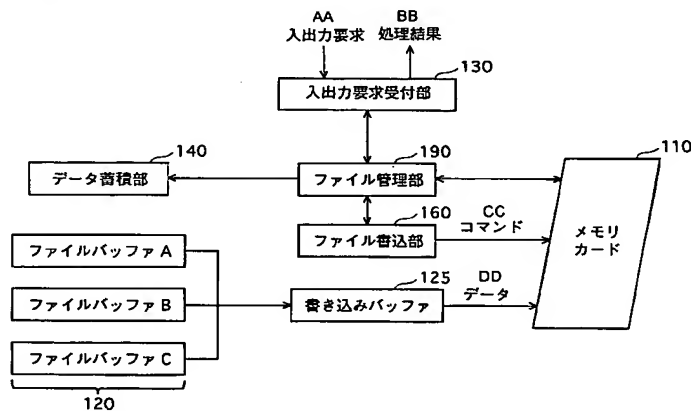 AA
入出力要求
BB
処理結果
130
入出力要求受付部
140
データ蓄積部
190
ファイル管理部
110
メモリ
カード
160
ファイル書込部
CC
コマンド
ファイルバッファA
ファイルバッファB
ファイルバッファC
120
125
書き込みバッファ
DD
データ